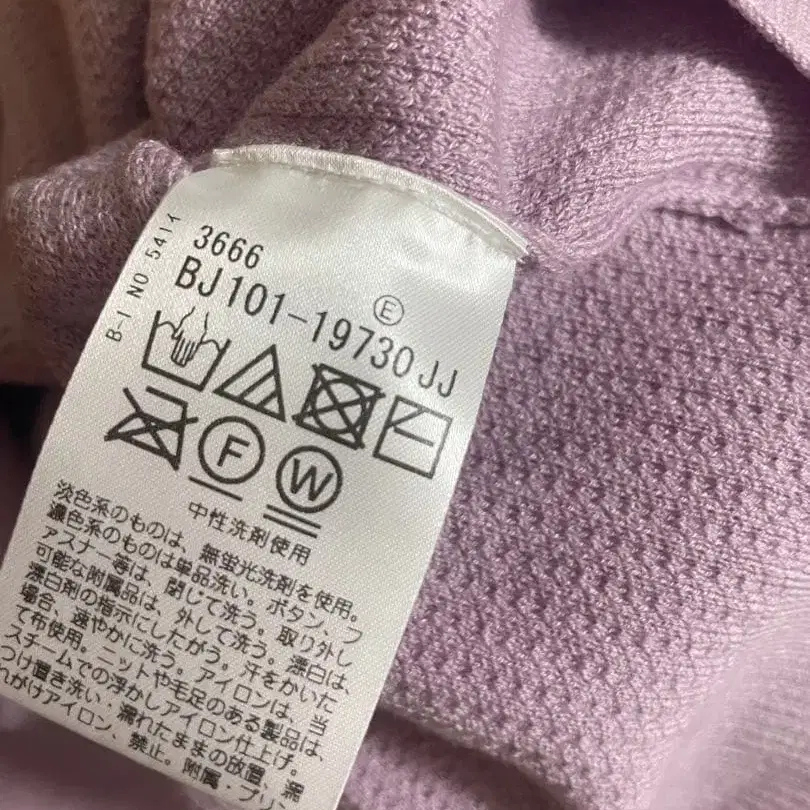 B-1 NO 5414
3666
BJ101-19730JJ
E
F
W
中性洗剤使用
淡色系のものは、無蛍光洗剤を使用。
濃色系のものは単品洗い。ボタン、フ
ァスナー等は、閉じて洗う。取り外し
可能な附属品は、外して洗う。漂白は、
漂白剤の指示にしたがう。汗をかいた
場合、速やかに洗う。アイロンは、当
て布使用。ニットや毛足のある製品は、
スチームでの浮かしアイロン仕上げ。
つけ置き洗い・濡れたままの放置、濡
れがけアイロン、禁止。附属・プリ